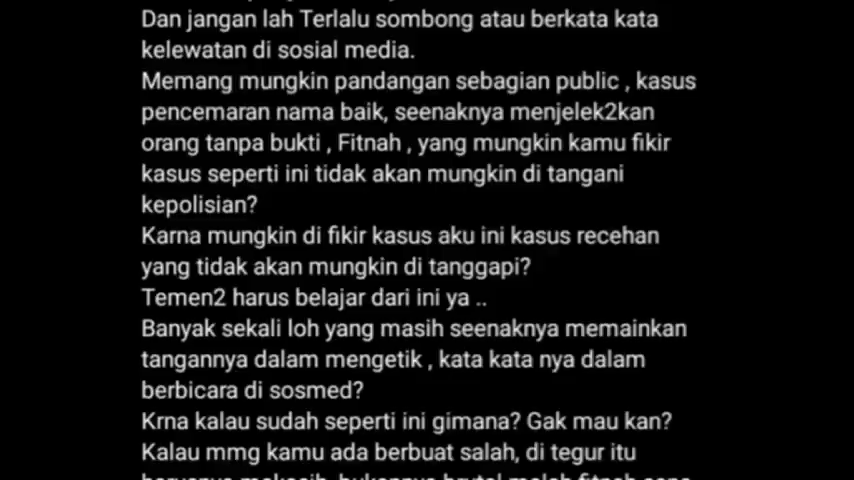 Dan jangan lah Terlalu sombong atau berkata kata
kelewatan di sosial media.
Memang mungkin pandangan sebagian public , kasus
pencemaran nama baik, seenaknya menjelek2kan
orang tanpa bukti , Fitnah , yang mungkin kamu fikir
kasus seperti ini tidak akan mungkin di tangani
kepolisian?
Karna mungkin di fikir kasus aku ini kasus recehan
yang tidak akan mungkin di tanggapi?
Temen2 harus belajar dari ini ya ..
Banyak sekali loh yang masih seenaknya memainkan
tangannya dalam mengetik , kata kata nya dalam
berbicara di sosmed?
Krna kalau sudah seperti ini gimana? Gak mau kan?
Kalau mmg kamu ada berbuat salah, di tegur itu